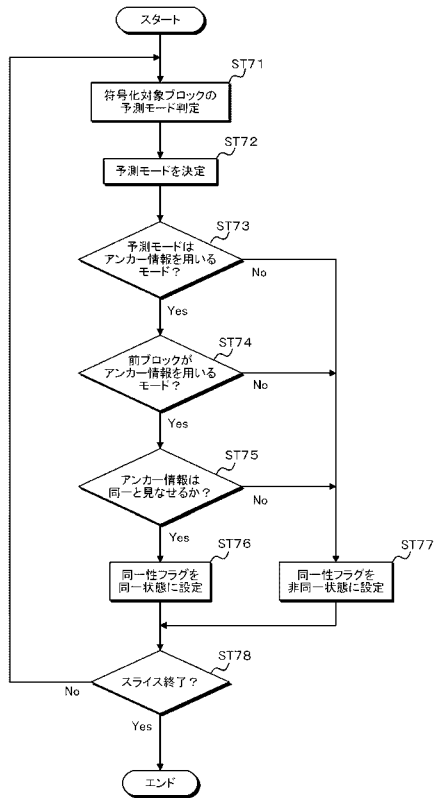 スタート
ST71
符号化対象ブロックの
予測モード判定
ST72
予測モードを決定
ST73
予測モードは
アンカー情報を用いる
モード?
No
Yes
ST74
前ブロックが
アンカー情報を用いる
モード?
No
Yes
ST75
アンカー情報は
同一と見なせるか?
No
Yes
ST76
同一性フラグを
同一状態に設定
ST77
同一性フラグを
非同一状態に設定
ST78
スライス終了?
No
Yes
エンド